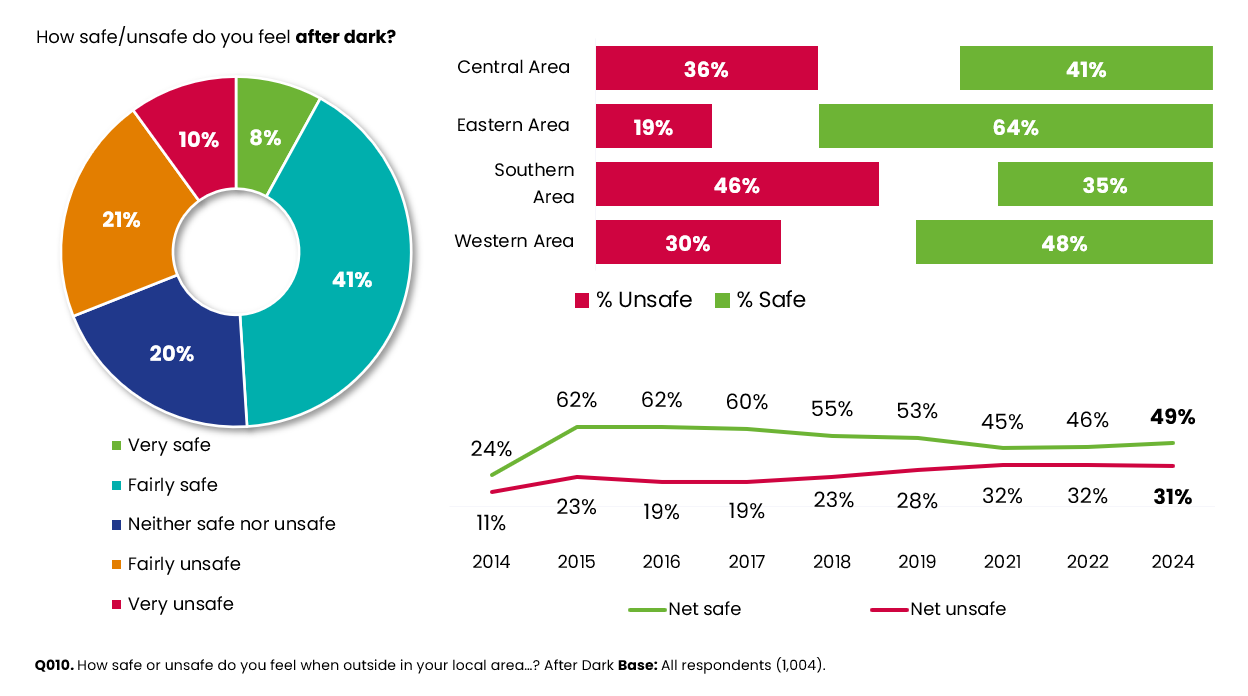 How safe/unsafe do you feel after dark?
8%
41%
20%
21%
10%
Very safe
Fairly safe
Neither safe nor unsafe
Fairly unsafe
Very unsafe
Central Area 36% 41%
Eastern Area 19% 64%
Southern
Area
46% 35%
Western Area 30% 48%
% Unsafe % Safe
24% 62% 62% 60% 55% 53% 45% 46% 49%
11% 23% 19% 19% 23% 28% 32% 32% 31%
2014 2015 2016 2017 2018 2019 2021 2022 2024
Net safe Net unsafe
Q010. How safe or unsafe do you feel when outside in your local area…? After Dark Base: All respondents (1,004).